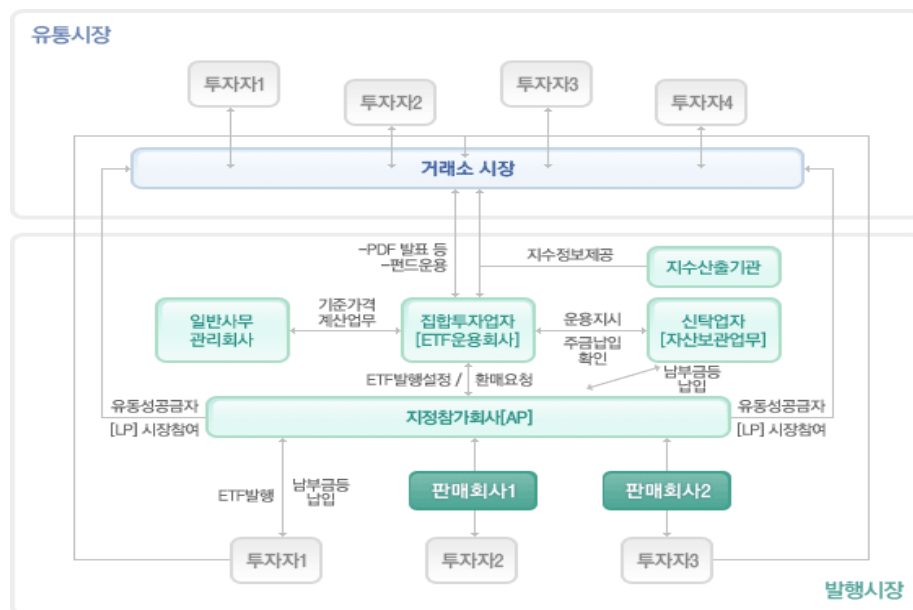 유통시장
투자자1
투자자2
투자자3
투자자4
거래소 시장
-PDF 발표 등
-펀드운용
지수정보제공
지수산출기관
일반사무
관리회사
기준가격
계산업무
집합투자업자
[ETF운용회사]
운용지시
주금납입
확인
신탁업자
[자산보관업무]
ETF발행설정 /
환매요청
남부금등
납입
유동성공급자
[LP] 시장참여
지정참가회사[AP]
유동성공급자
[LP] 시장참여
ETF발행
남부금등
납입
판매회사1
판매회사2
투자자1
투자자2
투자자3
발행시장